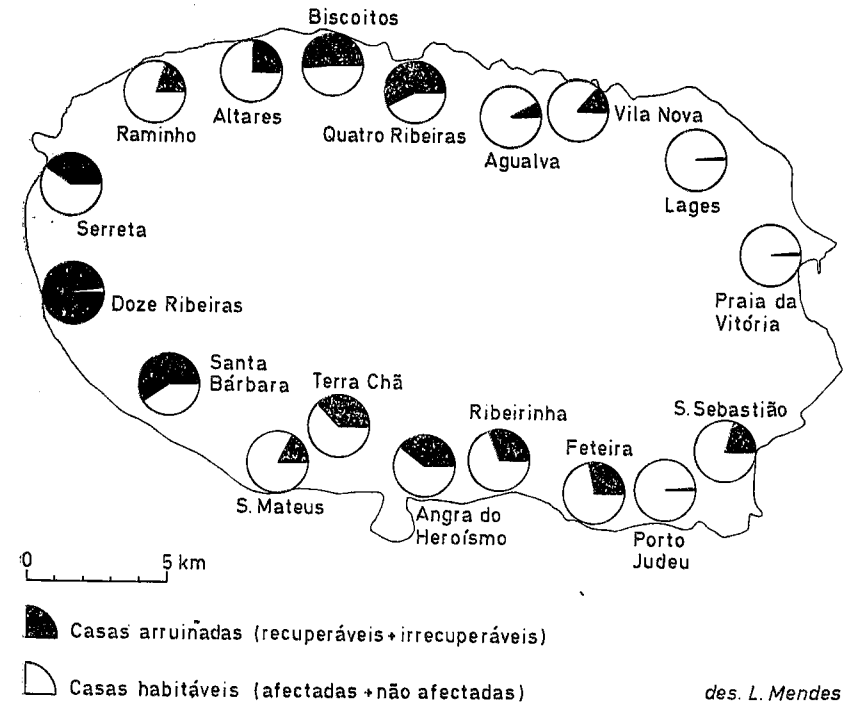 Biscoitos
Altares
Raminho
Quatro Ribeiras
Agualva
Vila Nova
Lages
Serreta
Praia da
Vitória
Doze Ribeiras
Santa
Bárbara
Terra Chã
Ribeirinha
S. Sebastião
Feteira
S. Mateus
Angra do
Heroísmo
Porto
Judeu
0 5 km
Casas arruinadas (recuperáveis + irrecuperáveis)
Casas habitáveis (afectadas + não afectadas)
des. L. Mendes